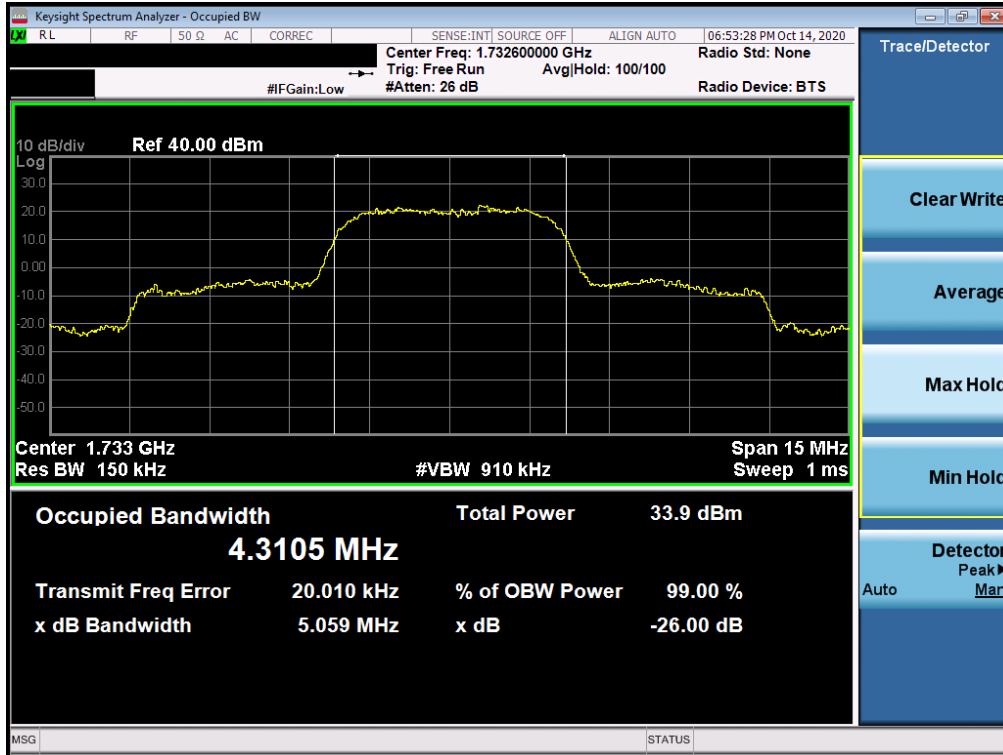 Keysight Spectrum Analyzer - Occupied BW
LXI RL RF 50 Ω AC CORREC SENSE:INT SOURCE OFF ALIGN AUTO 06:53:28 PM Oct 14, 2020
Center Freq: 1.732600000 GHz Radio Std: None
Trig: Free Run Avg|Hold: 100/100
#IFGain:Low #Atten: 26 dB Radio Device: BTS
10 dB/div Ref 40.00 dBm
Log
30.0
20.0
10.0
0.00
-10.0
-20.0
-30.0
-40.0
-50.0
Center 1.733 GHz Span 15 MHz
Res BW 150 kHz #VBW 910 kHz Sweep 1 ms
Occupied Bandwidth Total Power 33.9 dBm
4.3105 MHz
Transmit Freq Error 20.010 kHz % of OBW Power 99.00 %
x dB Bandwidth 5.059 MHz x dB -26.00 dB
MSG STATUS
Trace/Detector
Clear Write
Average
Max Hold
Min Hold
Detector
Peak▶
Auto Man